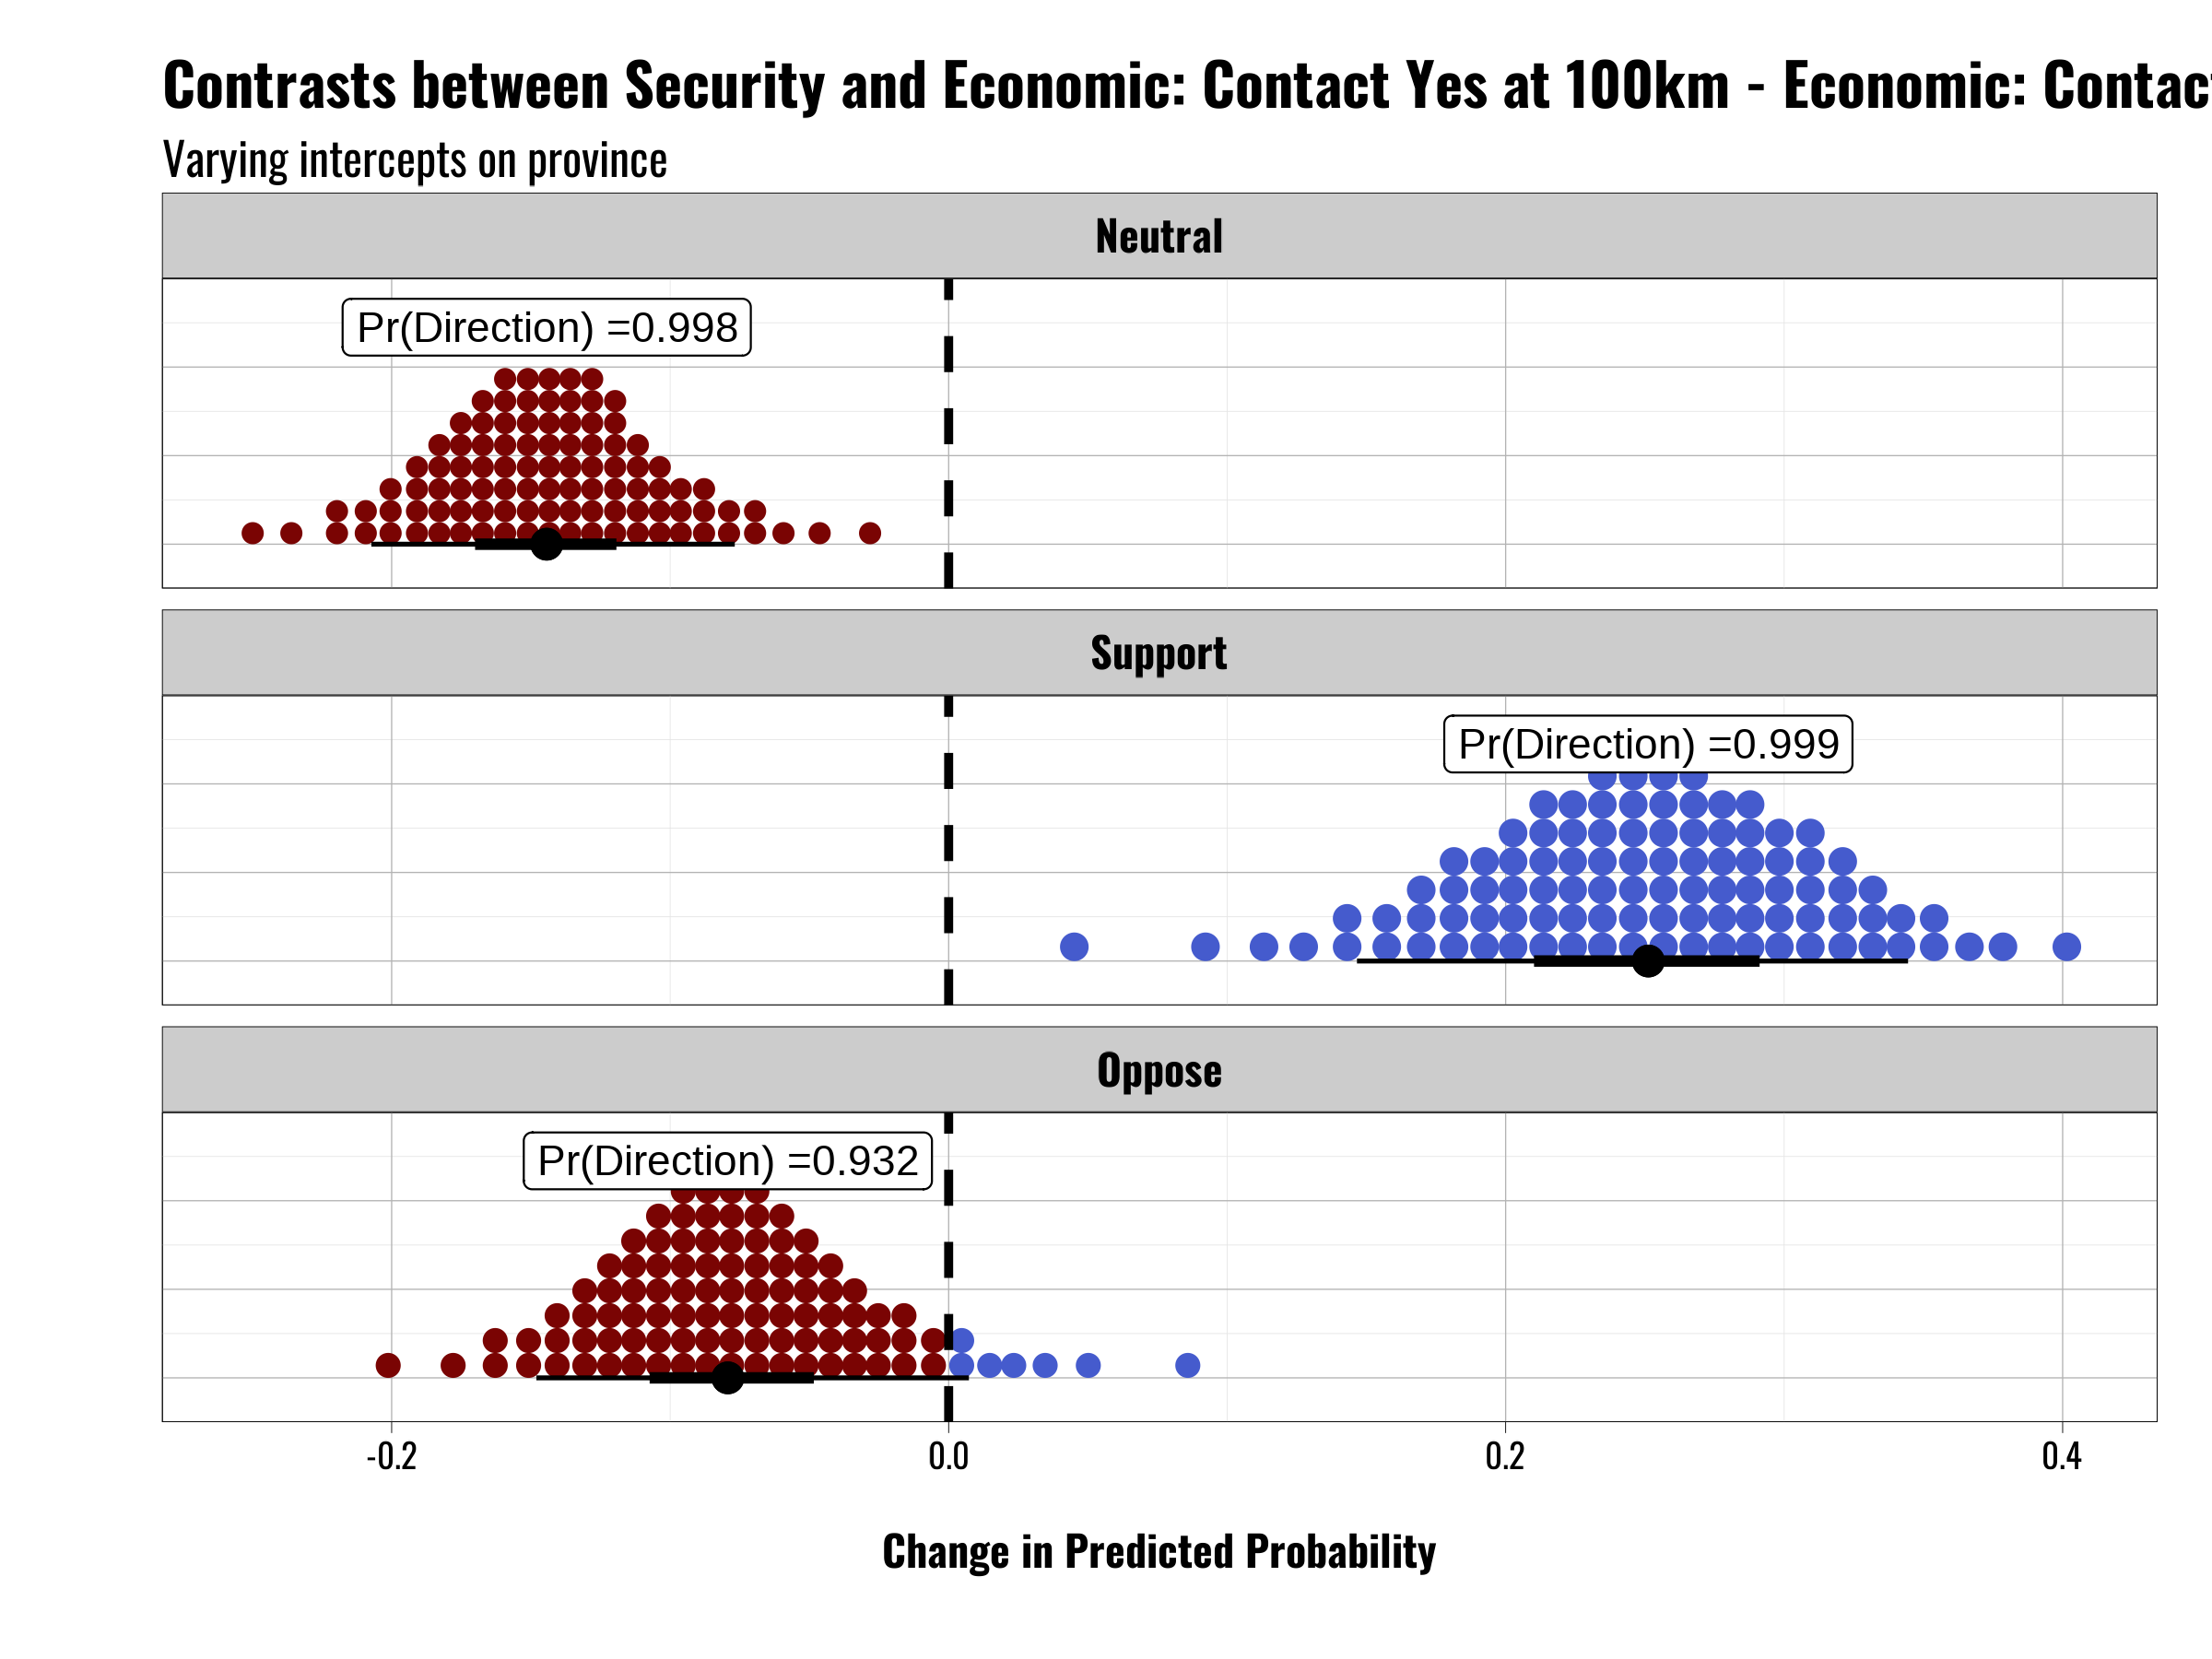 Contrasts between Security and Economic: Contact Yes at 100km - Economic: Contac
Varying intercepts on province
Neutral
Pr(Direction) =0.998
Support
Pr(Direction) =0.999
Oppose
Pr(Direction) =0.932
-0.2 0.0 0.2 0.4
Change in Predicted Probability